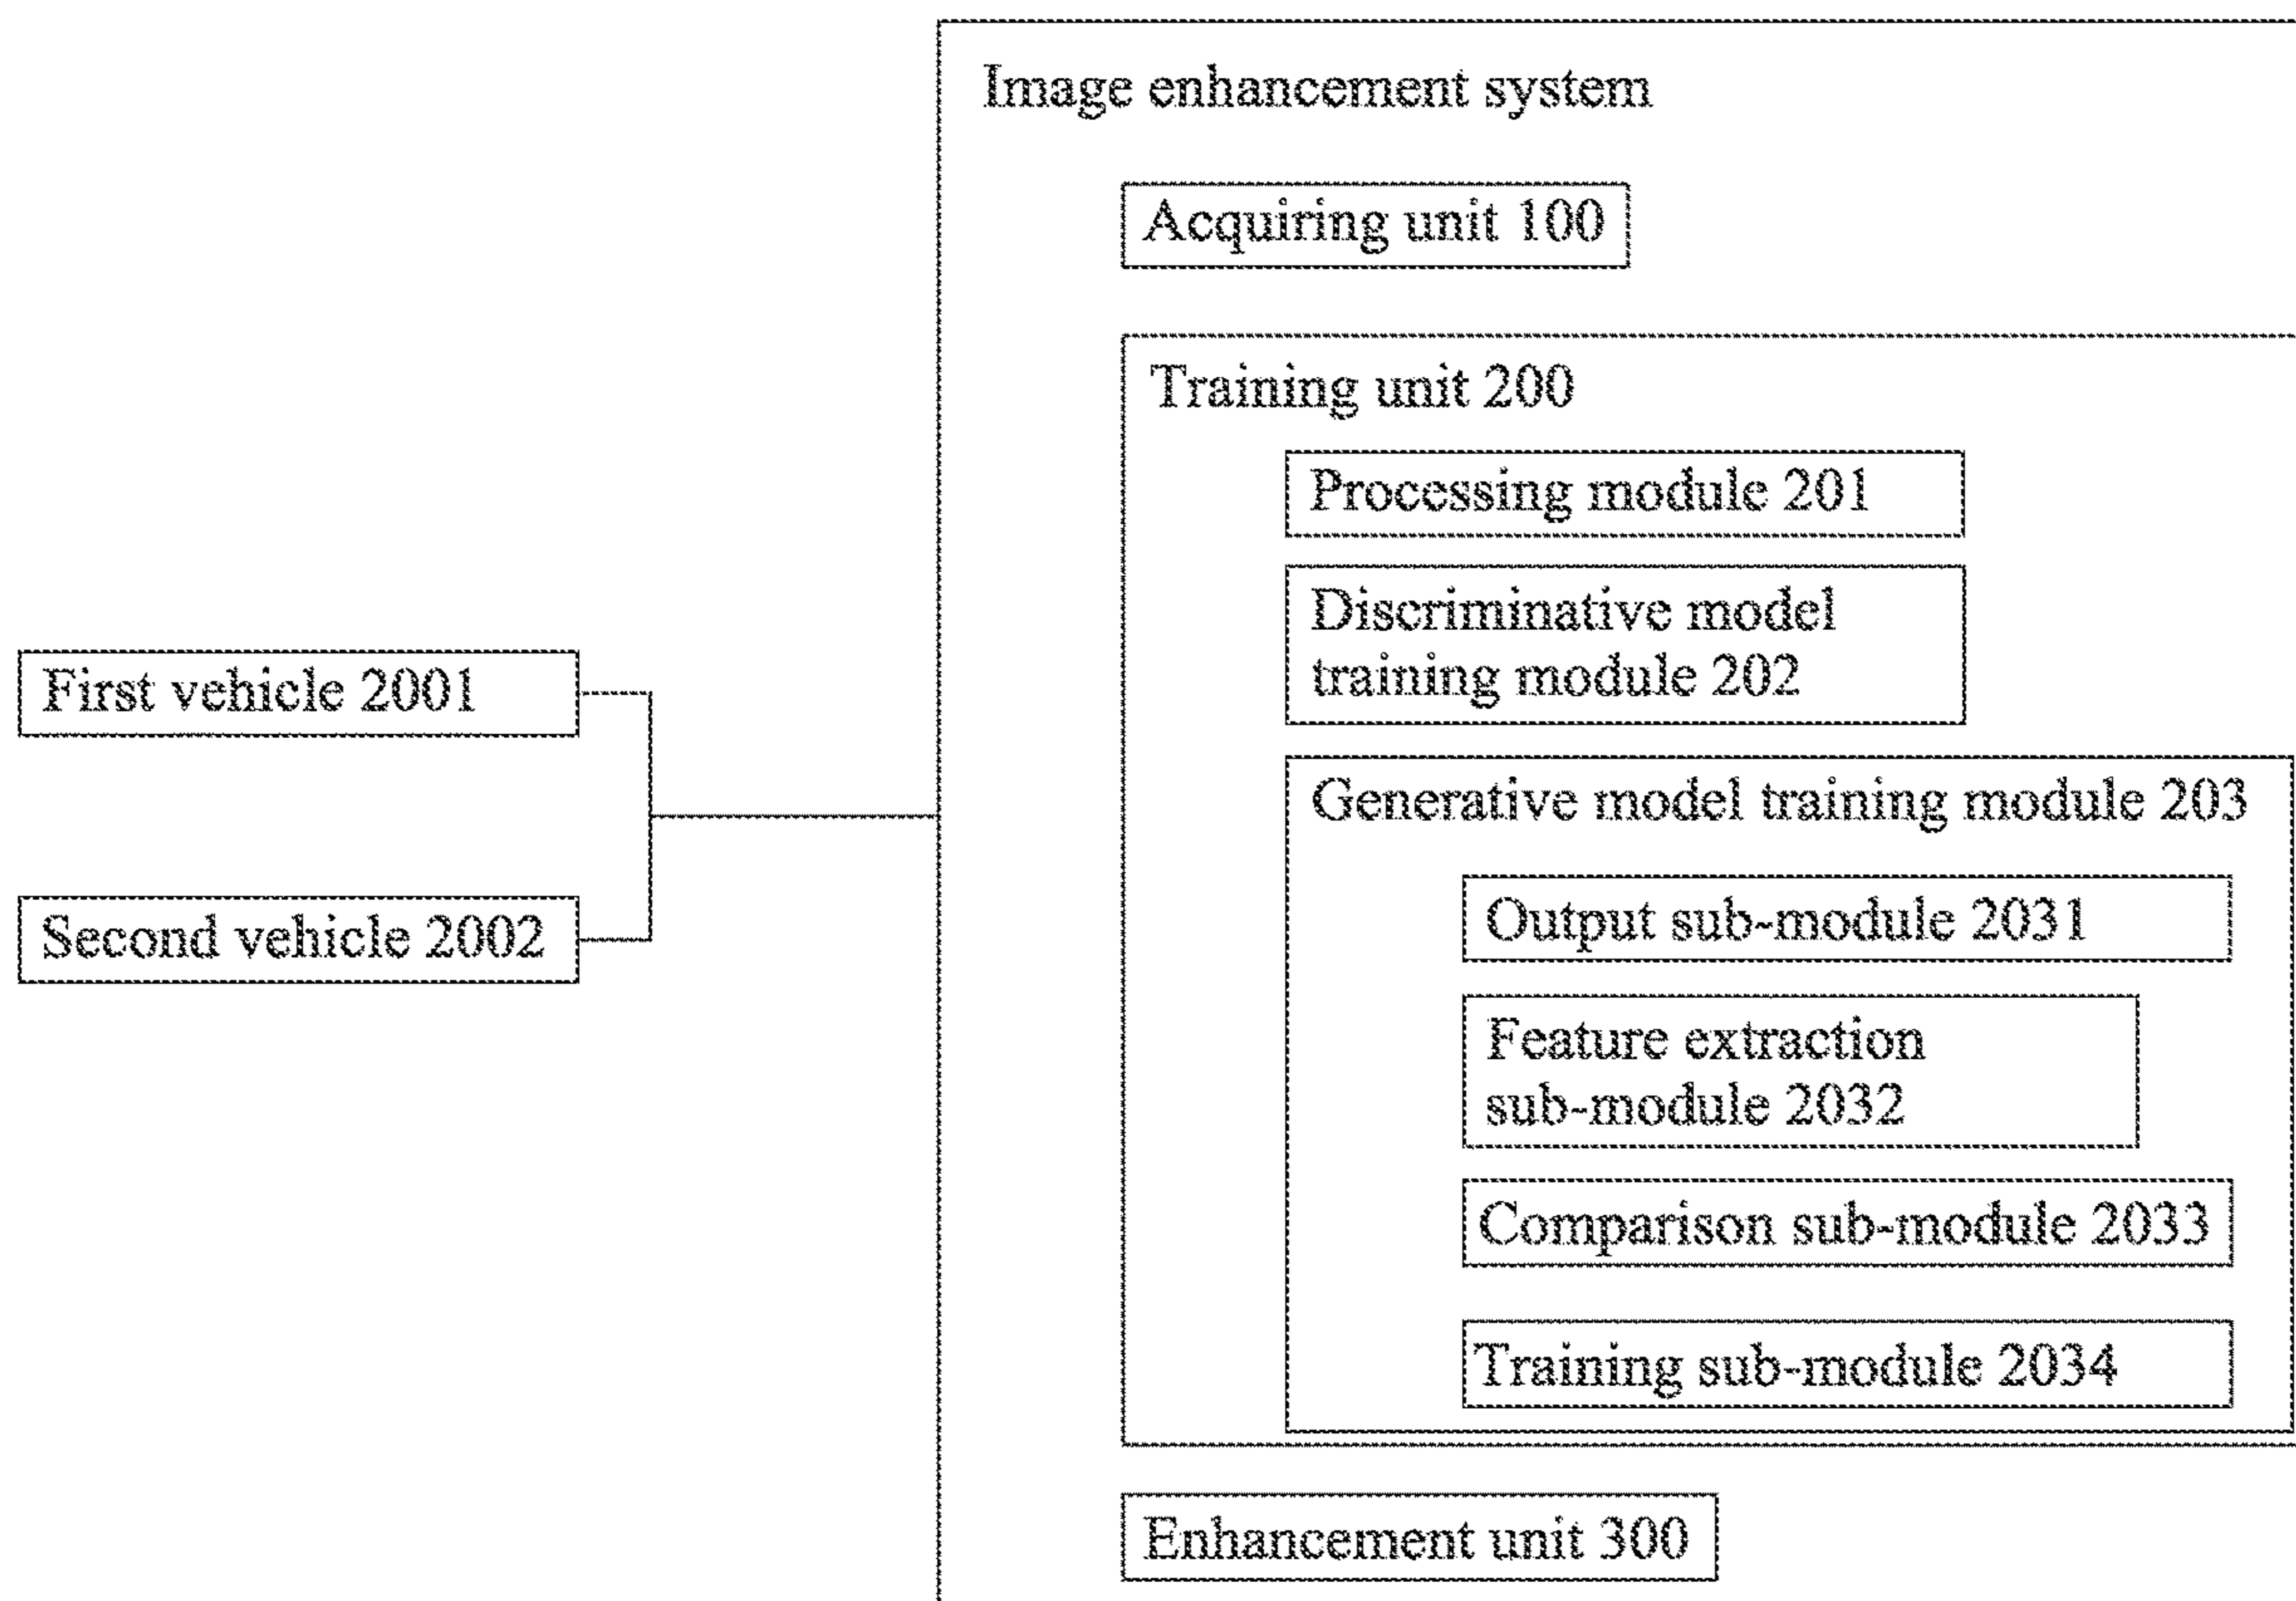 Image enhancement system
Acquiring unit 100
Training unit 200
Processing module 201
Discriminative model
training module 202
First vehicle 2001
Second vehicle 2002
Generative model training module 203
Output sub-module 2031
Feature extraction
sub-module 2032
Comparison sub-module 2033
Training sub-module 2034
Enhancement unit 300